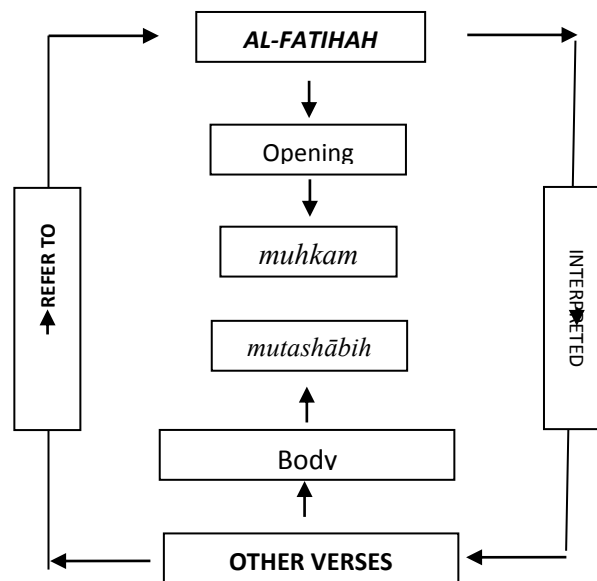 AL-FATIHAH
Opening
muhkam
REFER TO
INTERPRETED
mutashābih
Body
OTHER VERSES